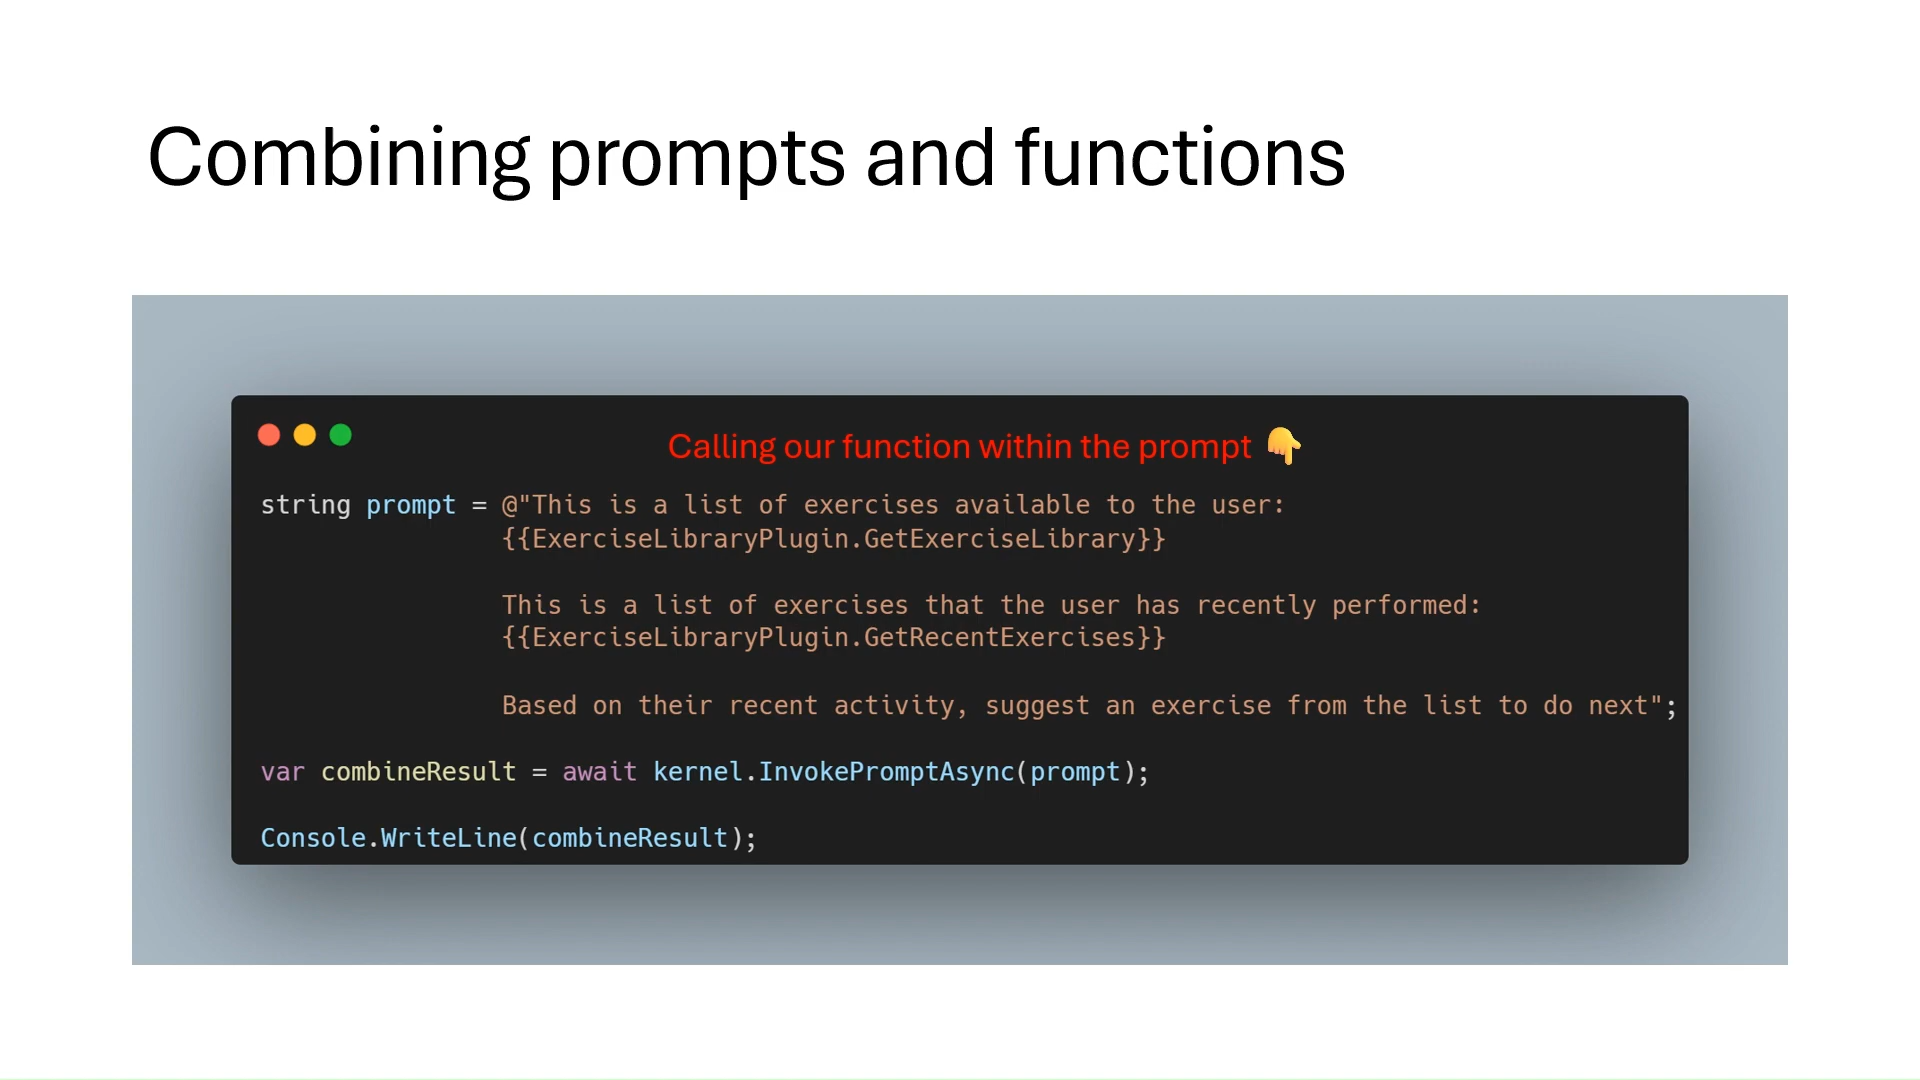 Combining prompts and functions
Calling our function within the prompt 👇
string prompt = @"This is a list of exercises available to the user:
{{ExerciseLibraryPlugin.GetExerciseLibrary}}
This is a list of exercises that the user has recently performed:
{{ExerciseLibraryPlugin.GetRecentExercises}}
Based on their recent activity, suggest an exercise from the list to do next";
var combineResult = await kernel.InvokePromptAsync(prompt);
Console.WriteLine(combineResult);